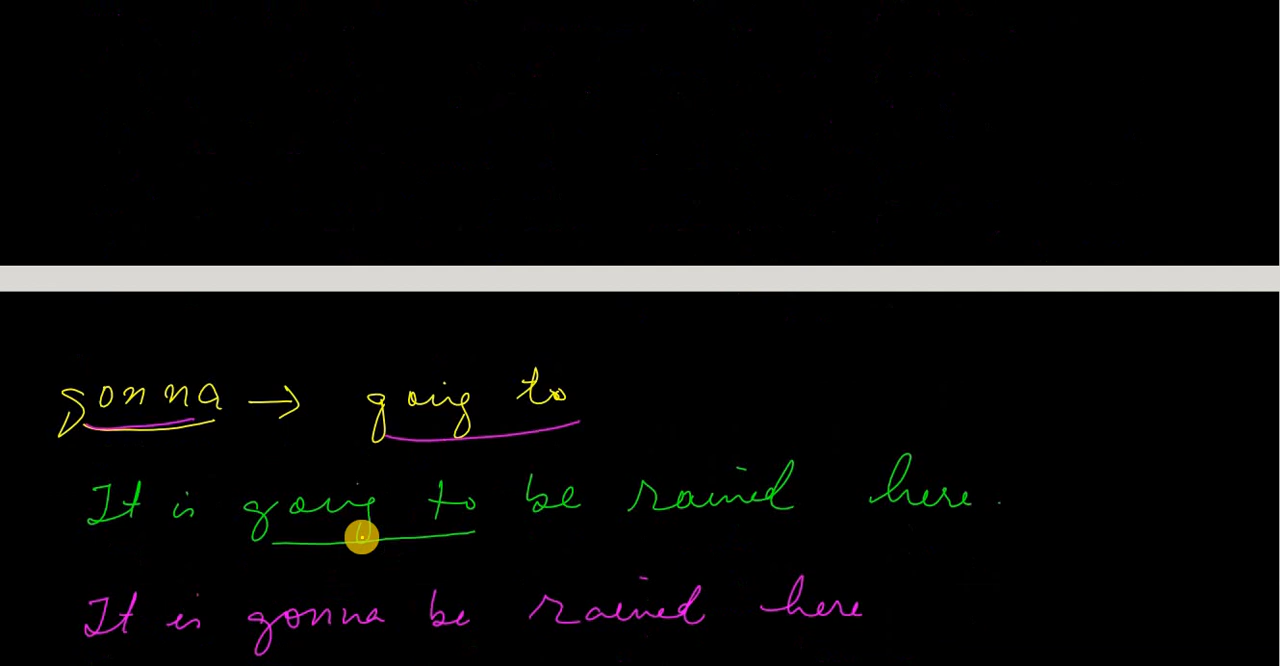 gonna → going to
It is going to be rained here.
It is gonna be rained here